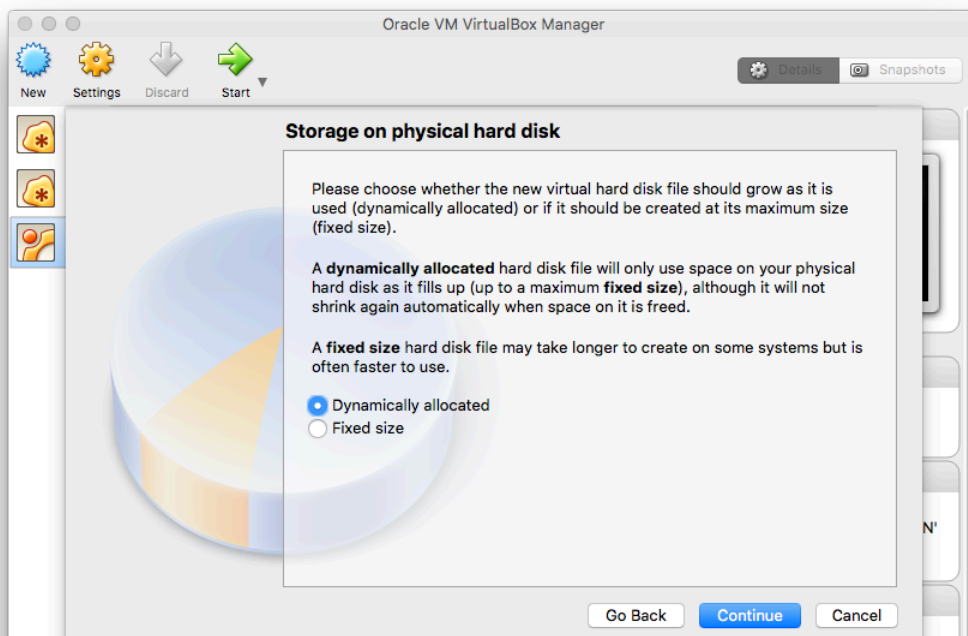 Oracle VM VirtualBox Manager
New
Settings
Discard
Start
Details
Snapshots
Storage on physical hard disk
Please choose whether the new virtual hard disk file should grow as it is
used (dynamically allocated) or if it should be created at its maximum size
(fixed size).
A dynamically allocated hard disk file will only use space on your physical
hard disk as it fills up (up to a maximum fixed size), although it will not
shrink again automatically when space on it is freed.
A fixed size hard disk file may take longer to create on some systems but is
often faster to use.
Dynamically allocated
Fixed size
N'
Go Back
Continue
Cancel